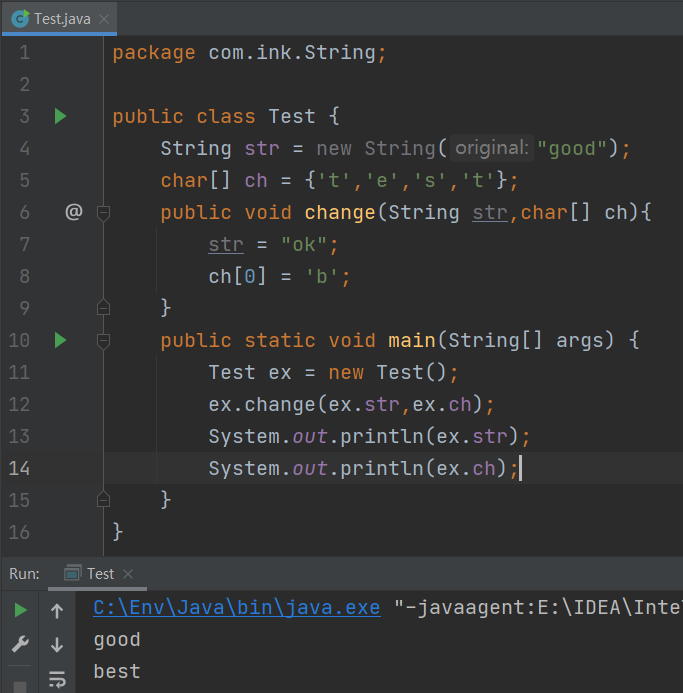 Test.java
1 package com.ink.String;
2
3 public class Test {
4 String str = new String( original: "good");
5 char[] ch = {'t','e','s','t'};
6 @ public void change(String str,char[] ch){
7 str = "ok";
8 ch[0] = 'b';
9 }
10 public static void main(String[] args) {
11 Test ex = new Test();
12 ex.change(ex.str,ex.ch);
13 System.out.println(ex.str);
14 System.out.println(ex.ch);
15 }
16 }
Run: Test
C:\Env\Java\bin\java.exe "-javaagent:E:\IDEA\Inte
good
best